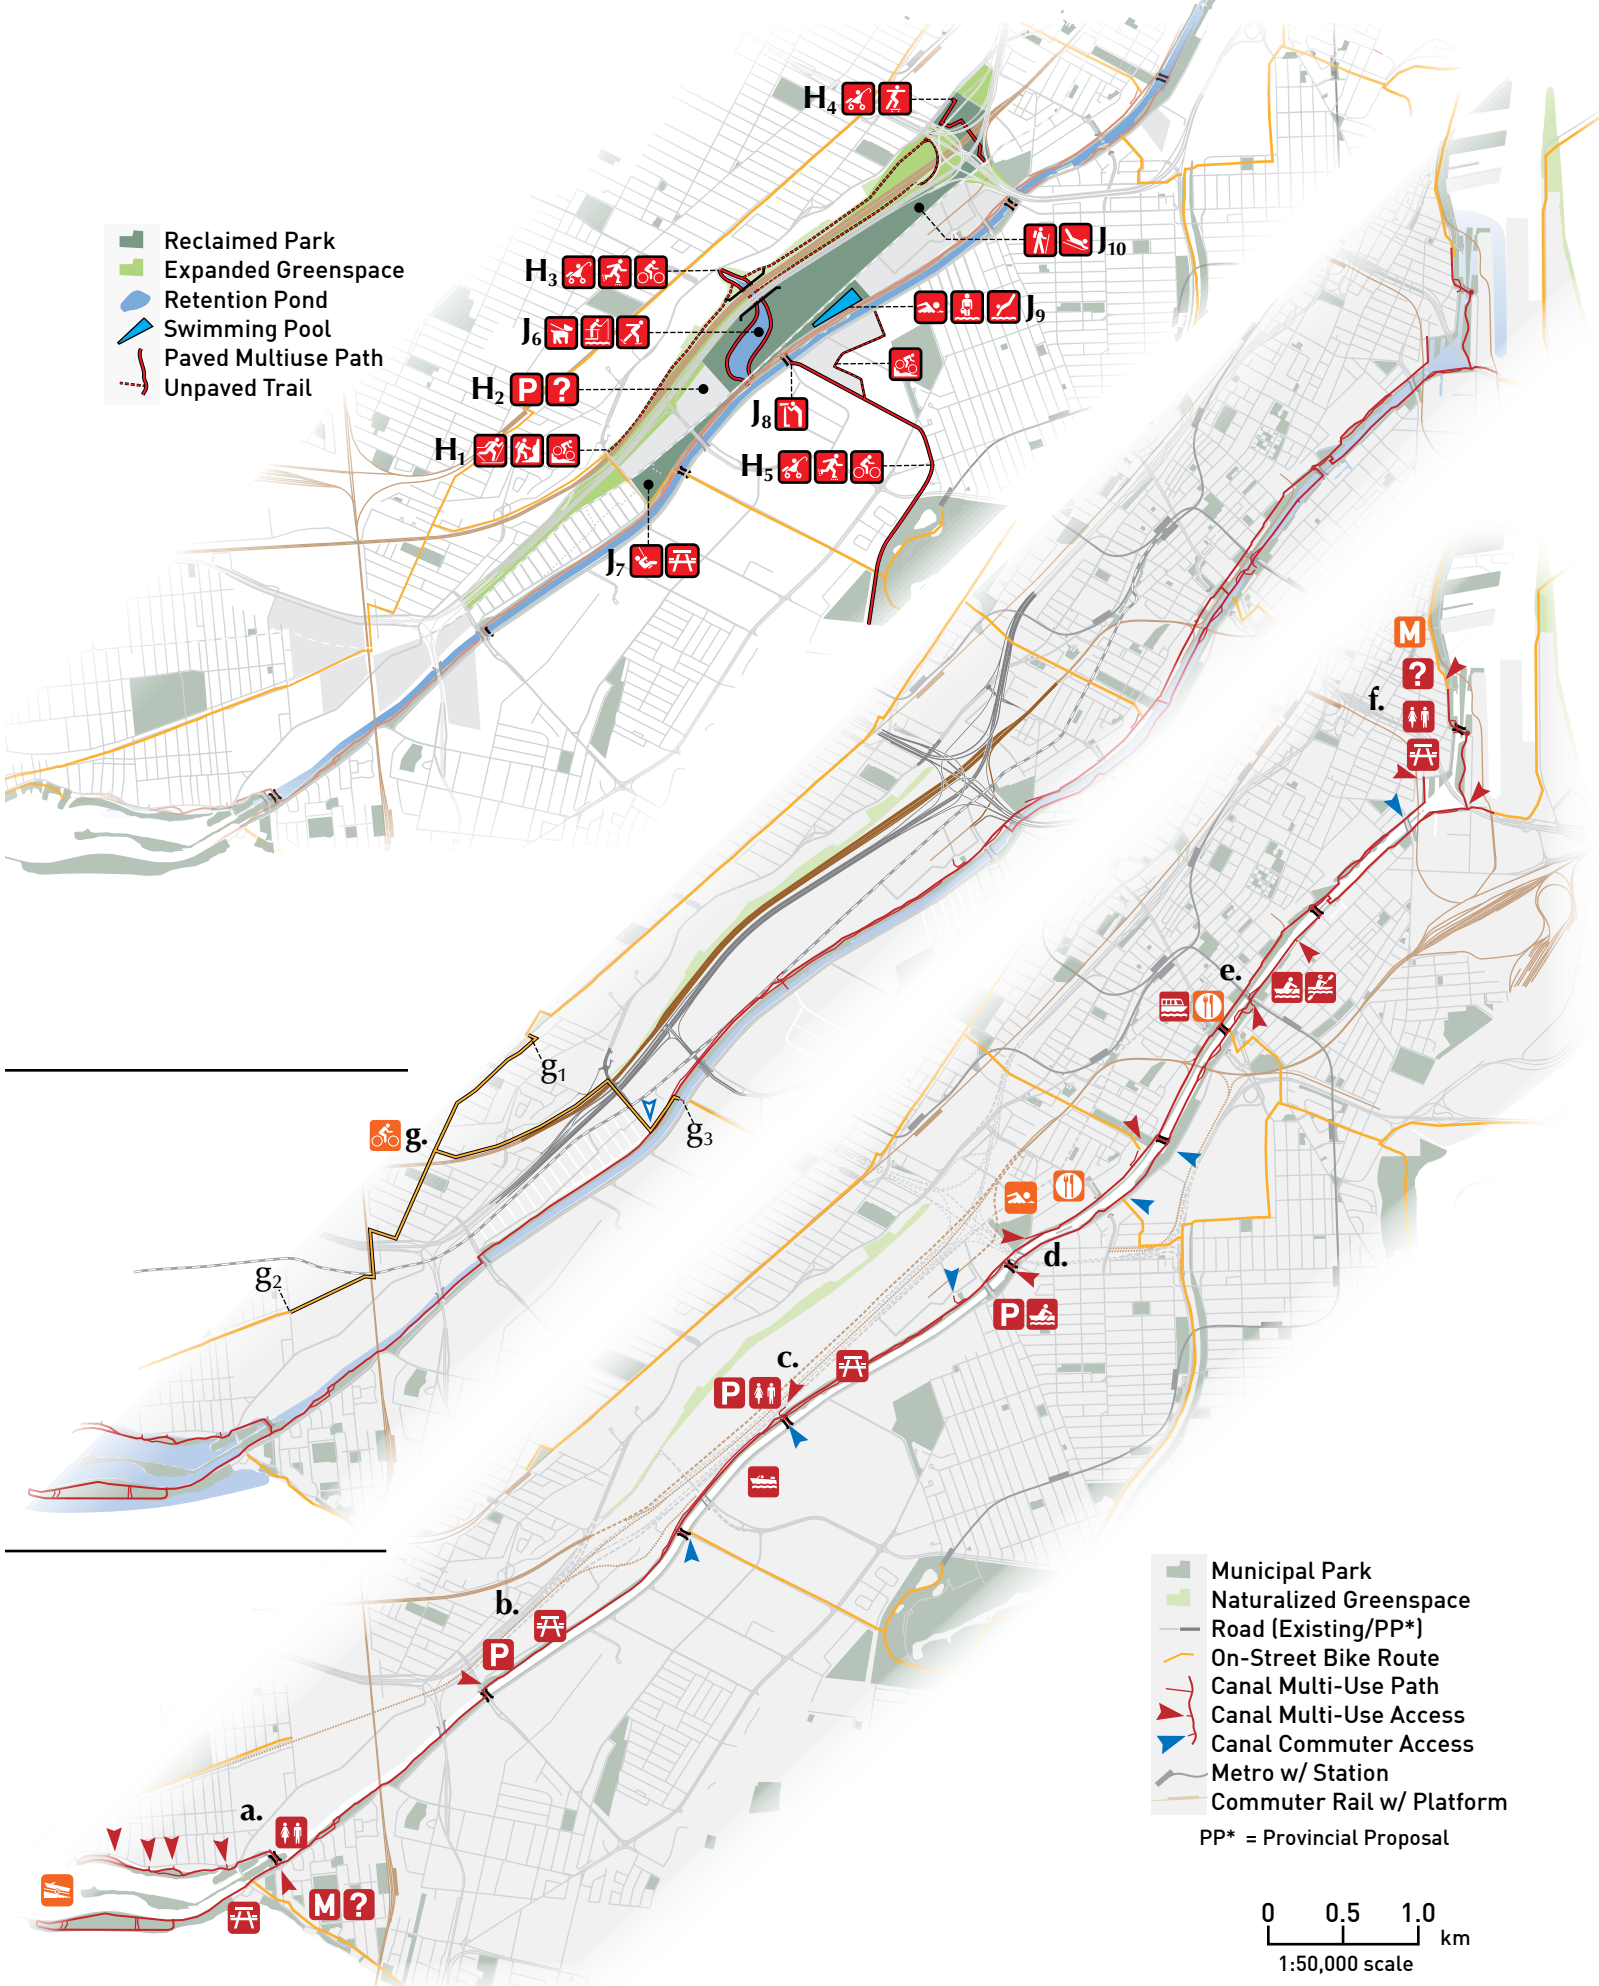 H4
Reclaimed Park
Expanded Greenspace
Retention Pond
Swimming Pool
Paved Multiuse Path
Unpaved Trail
J10
H3
J9
J6
H2 P ?
J8
H1
H5
J7
M
?
f.
e.
g1
g.
g3
g2
d.
P
c.
P
b.
P
a.
M ?
Municipal Park
Naturalized Greenspace
Road (Existing/PP*)
On-Street Bike Route
Canal Multi-Use Path
Canal Multi-Use Access
Canal Commuter Access
Metro w/ Station
Commuter Rail w/ Platform
PP* = Provincial Proposal
0 0.5 1.0
km
1:50,000 scale